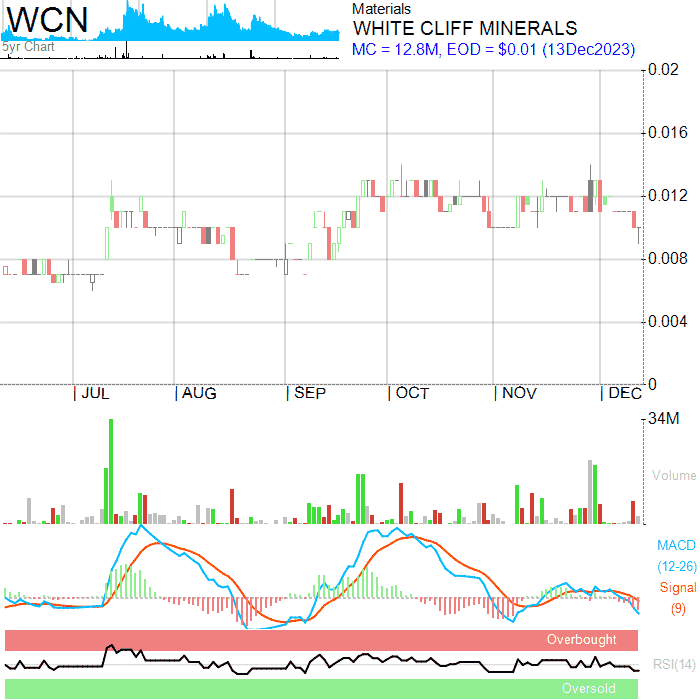 WCN
5yr Chart
Materials
WHITE CLIFF MINERALS
MC = 12.8M, EOD = $0.01 (13Dec2023)
0.02
0.016
0.012
0.008
0.004
0
JUL AUG SEP OCT NOV DEC
34M
Volume
MACD
(12-26)
Signal
(9)
Overbought
RSI(14)
Oversold